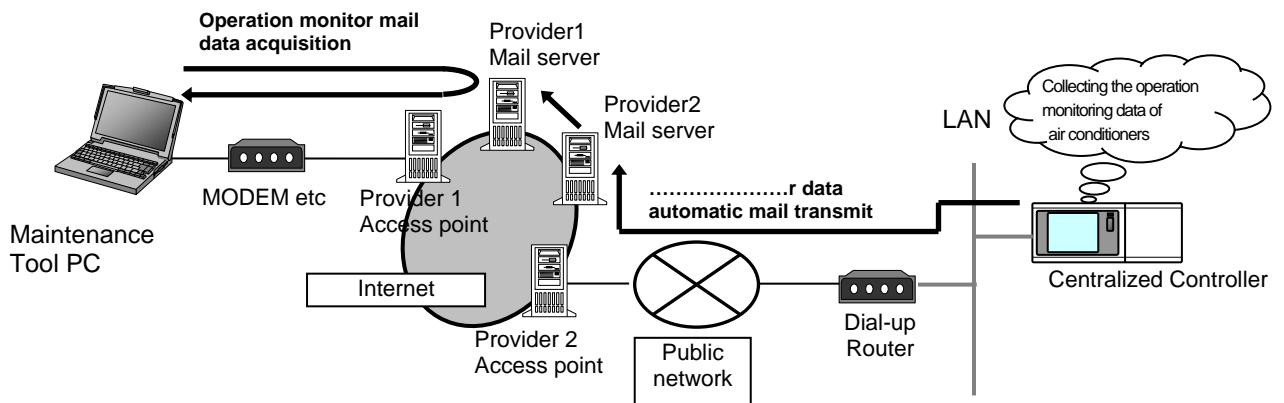 Operation monitor mail
data acquisition
Provider1
Mail server
Provider2
Mail server
LAN
Collecting the operation
monitoring data of
air conditioners
MODEM etc
Provider 1
Access point
…………………r data
automatic mail transmit
Maintenance
Tool PC
Internet
Centralized Controller
Provider 2
Access point
Public
network
Dial-up
Router